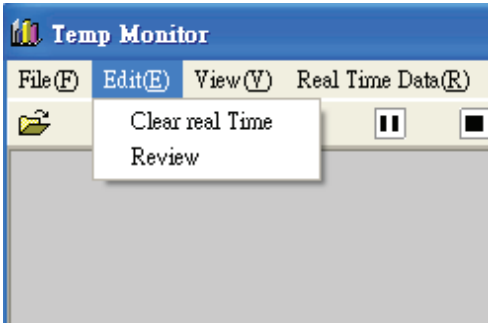 Temp Monitor
File(F) Edit(E) View(V) Real Time Data(R)
Clear real Time
Review